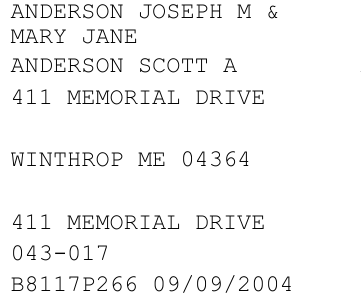 ANDERSON JOSEPH M &
MARY JANE
ANDERSON SCOTT A
411 MEMORIAL DRIVE
WINTHROP ME 04364
411 MEMORIAL DRIVE
043-017
B8117P266 09/09/2004